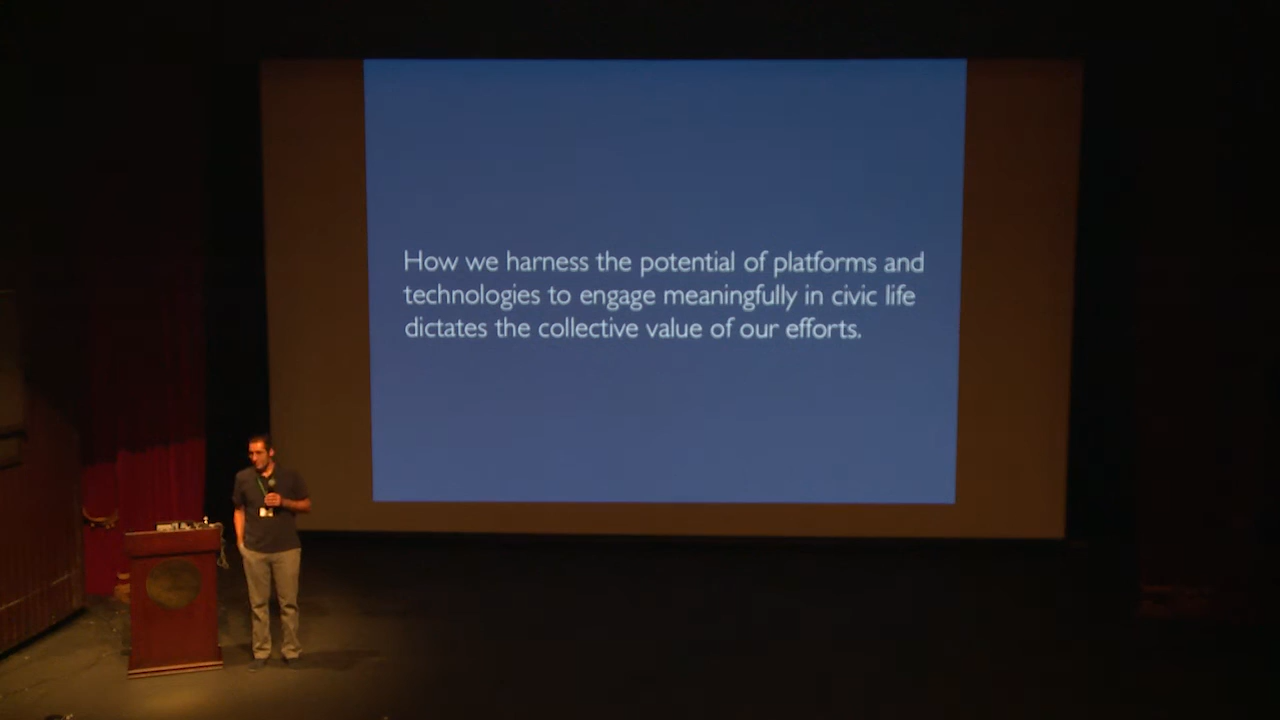 How we harness the potential of platforms and
technologies to engage meaningfully in civic life
dictates the collective value of our efforts.